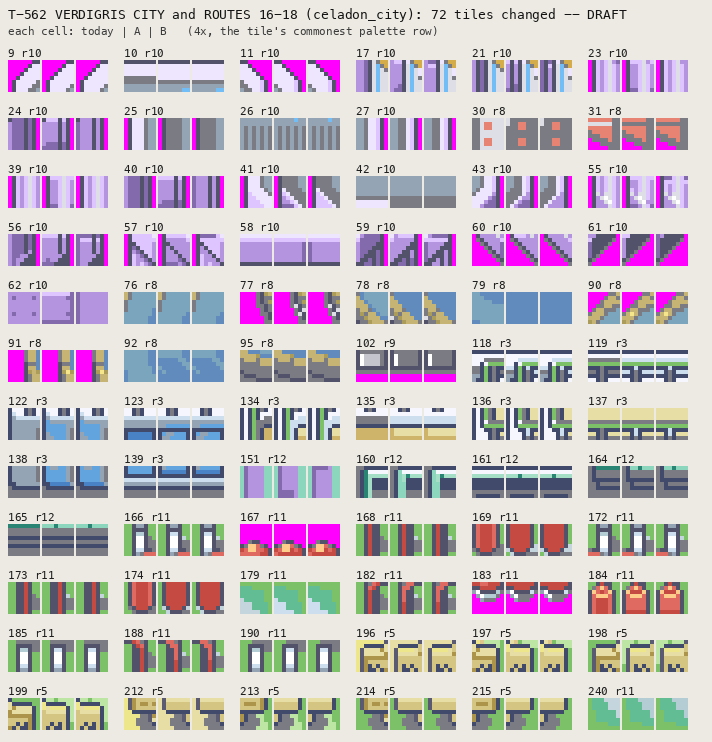 T−562 VERDIGRIS CITY and ROUTES 16−18 (celadon_city): 72 tiles changed −− DRAFT
each cell: today | A | B   (4x, the tile's commonest palette row)
9 r10 10 r10 11 r10 17 r10 21 r10 23 r10
24 r10 25 r10 26 r10 27 r10 30 r8 31 r8
39 r10 40 r10 41 r10 42 r10 43 r10 55 r10
56 r10 57 r10 58 r10 59 r10 60 r10 61 r10
62 r10 76 r8 77 r8 78 r8 79 r8 90 r8
91 r8 92 r8 95 r8 102 r9 118 r3 119 r3
122 r3 123 r3 134 r3 135 r3 136 r3 137 r3
138 r3 139 r3 151 r12 160 r12 161 r12 164 r12
165 r12 166 r11 167 r11 168 r11 169 r11 172 r11
173 r11 174 r11 179 r11 182 r11 183 r11 184 r11
185 r11 188 r11 190 r11 196 r5 197 r5 198 r5
199 r5 212 r5 213 r5 214 r5 215 r5 240 r11